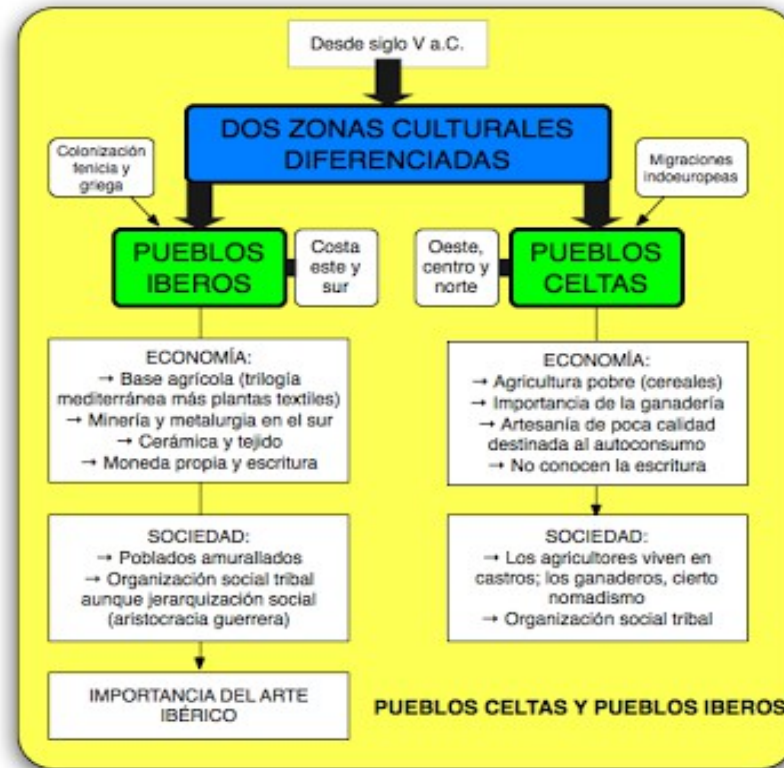 Desde siglo V a.C.
DOS ZONAS CULTURALES
DIFERENCIADAS
Colonización
fenicia y
griega
Migraciones
indoeuropeas
PUEBLOS
IBEROS
Costa
este y
sur
Oeste,
centro y
norte
PUEBLOS
CELTAS
ECONOMÍA:
→ Base agrícola (trilogía
mediterránea más plantas textiles)
→ Minería y metalurgia en el sur
→ Cerámica y tejido
→ Moneda propia y escritura
ECONOMÍA:
→ Agricultura pobre (cereales)
→ Importancia de la ganadería
→ Artesanía de poca calidad
destinada al autoconsumo
→ No conocen la escritura
SOCIEDAD:
→ Poblados amurallados
→ Organización social tribal
aunque jerarquización social
(aristocracia guerrera)
SOCIEDAD:
→ Los agricultores viven en
castros; los ganaderos, cierto
nomadismo
→ Organización social tribal
IMPORTANCIA DEL ARTE
IBÉRICO
PUEBLOS CELTAS Y PUEBLOS IBEROS